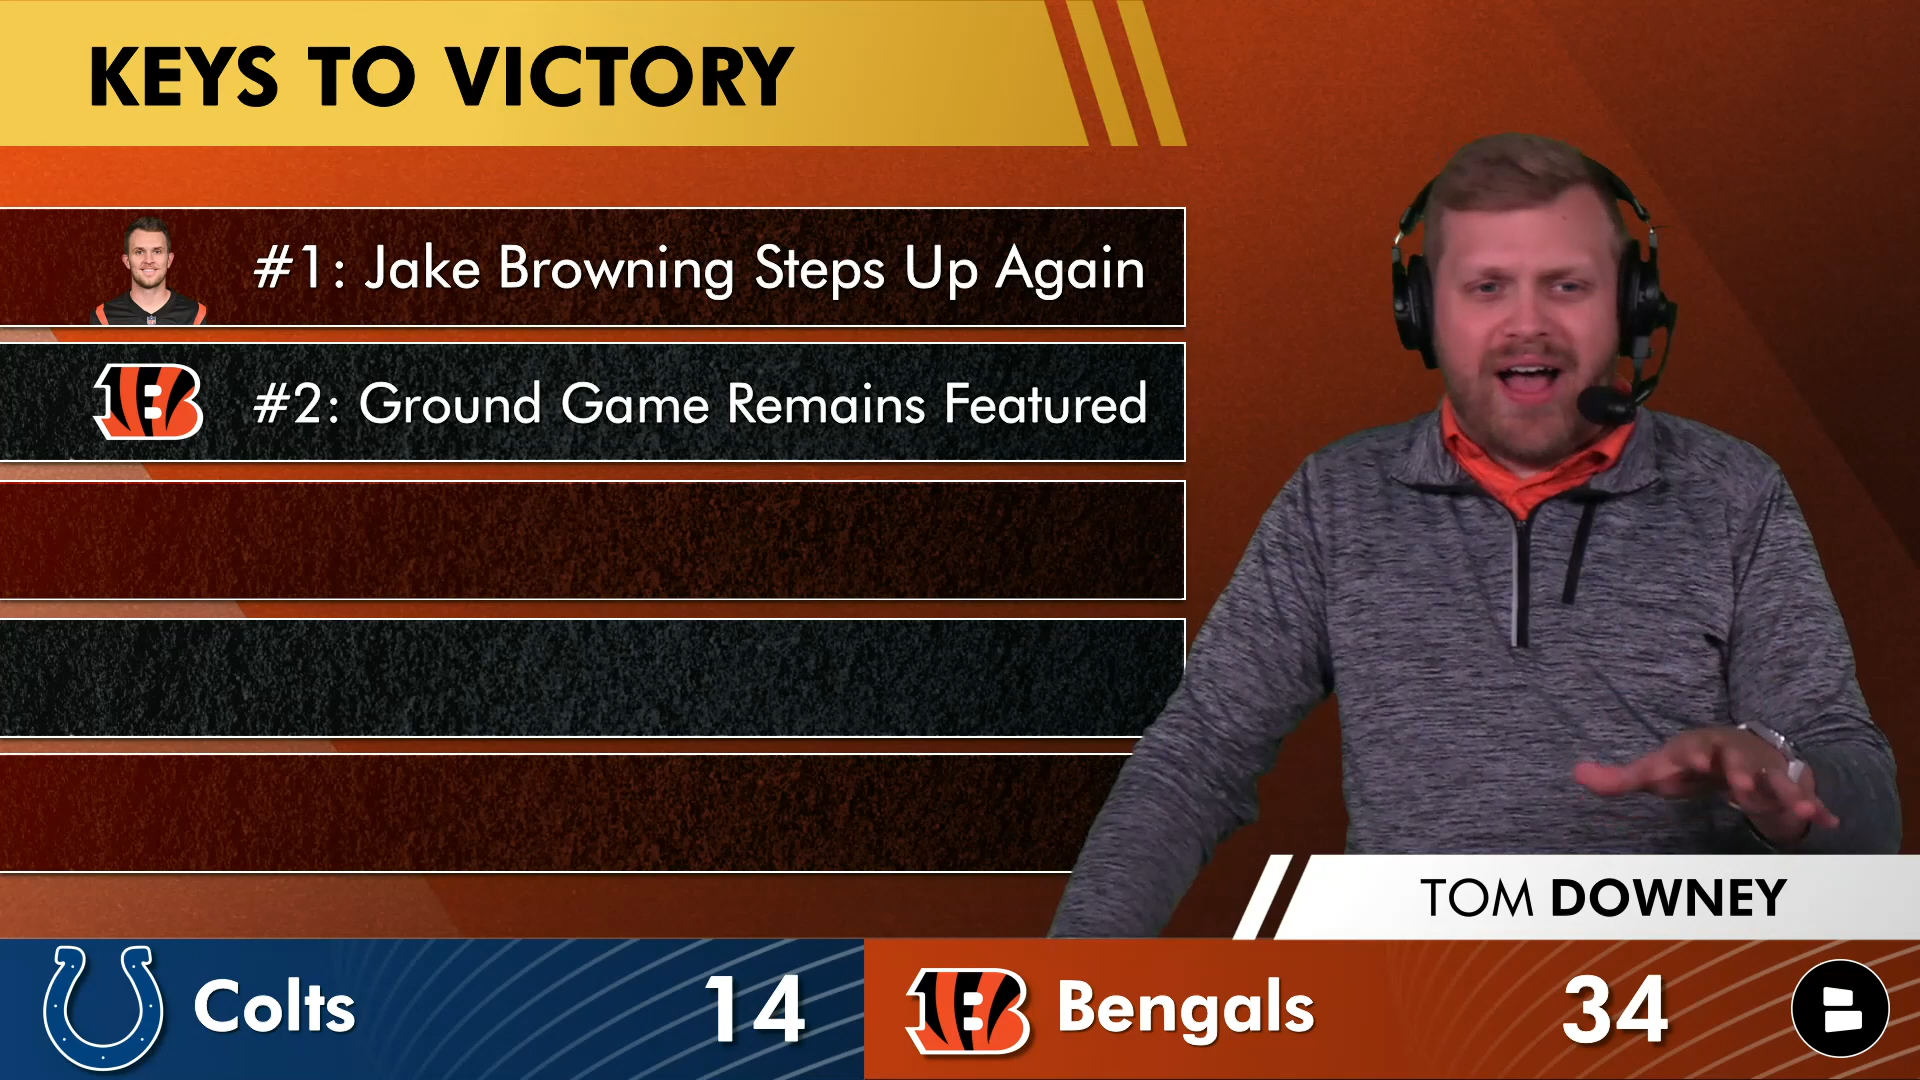 KEYS TO VICTORY
#1: Jake Browning Steps Up Again
#2: Ground Game Remains Featured
TOM DOWNEY
Colts 14 Bengals 34